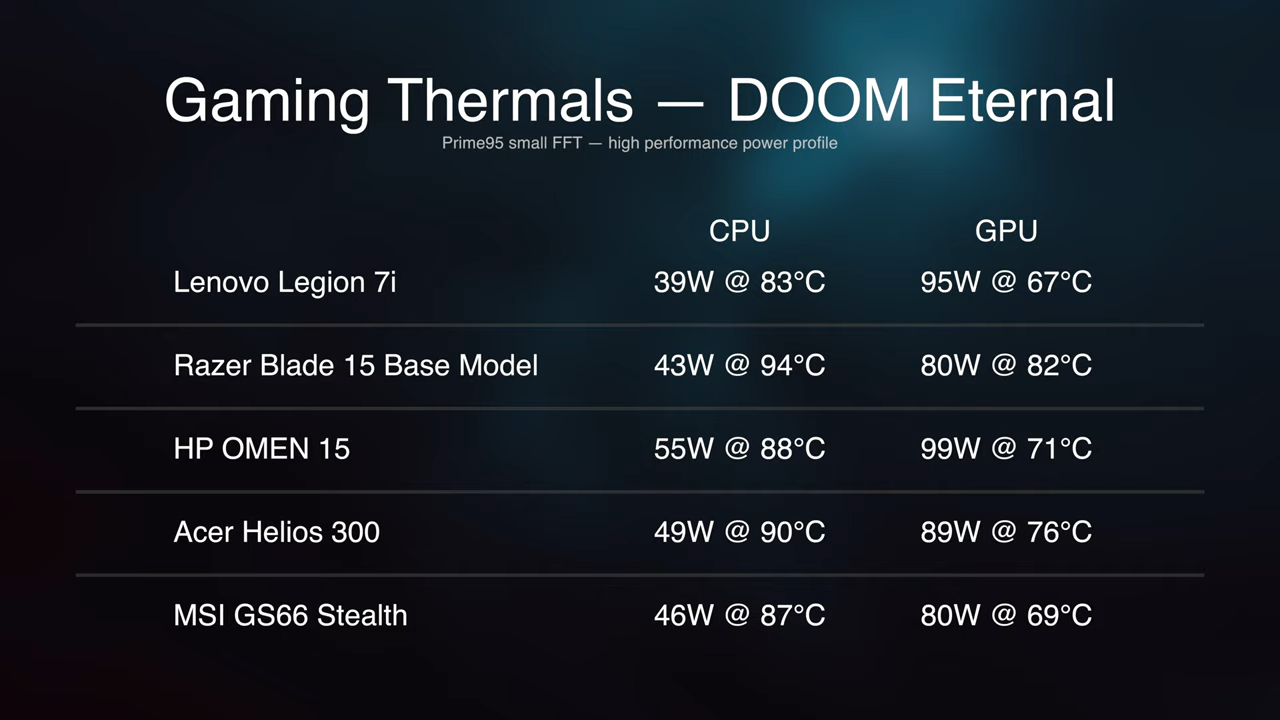 Gaming Thermals — DOOM Eternal
Prime95 small FFT — high performance power profile
CPU GPU
Lenovo Legion 7i 39W @ 83°C 95W @ 67°C
Razer Blade 15 Base Model 43W @ 94°C 80W @ 82°C
HP OMEN 15 55W @ 88°C 99W @ 71°C
Acer Helios 300 49W @ 90°C 89W @ 76°C
MSI GS66 Stealth 46W @ 87°C 80W @ 69°C